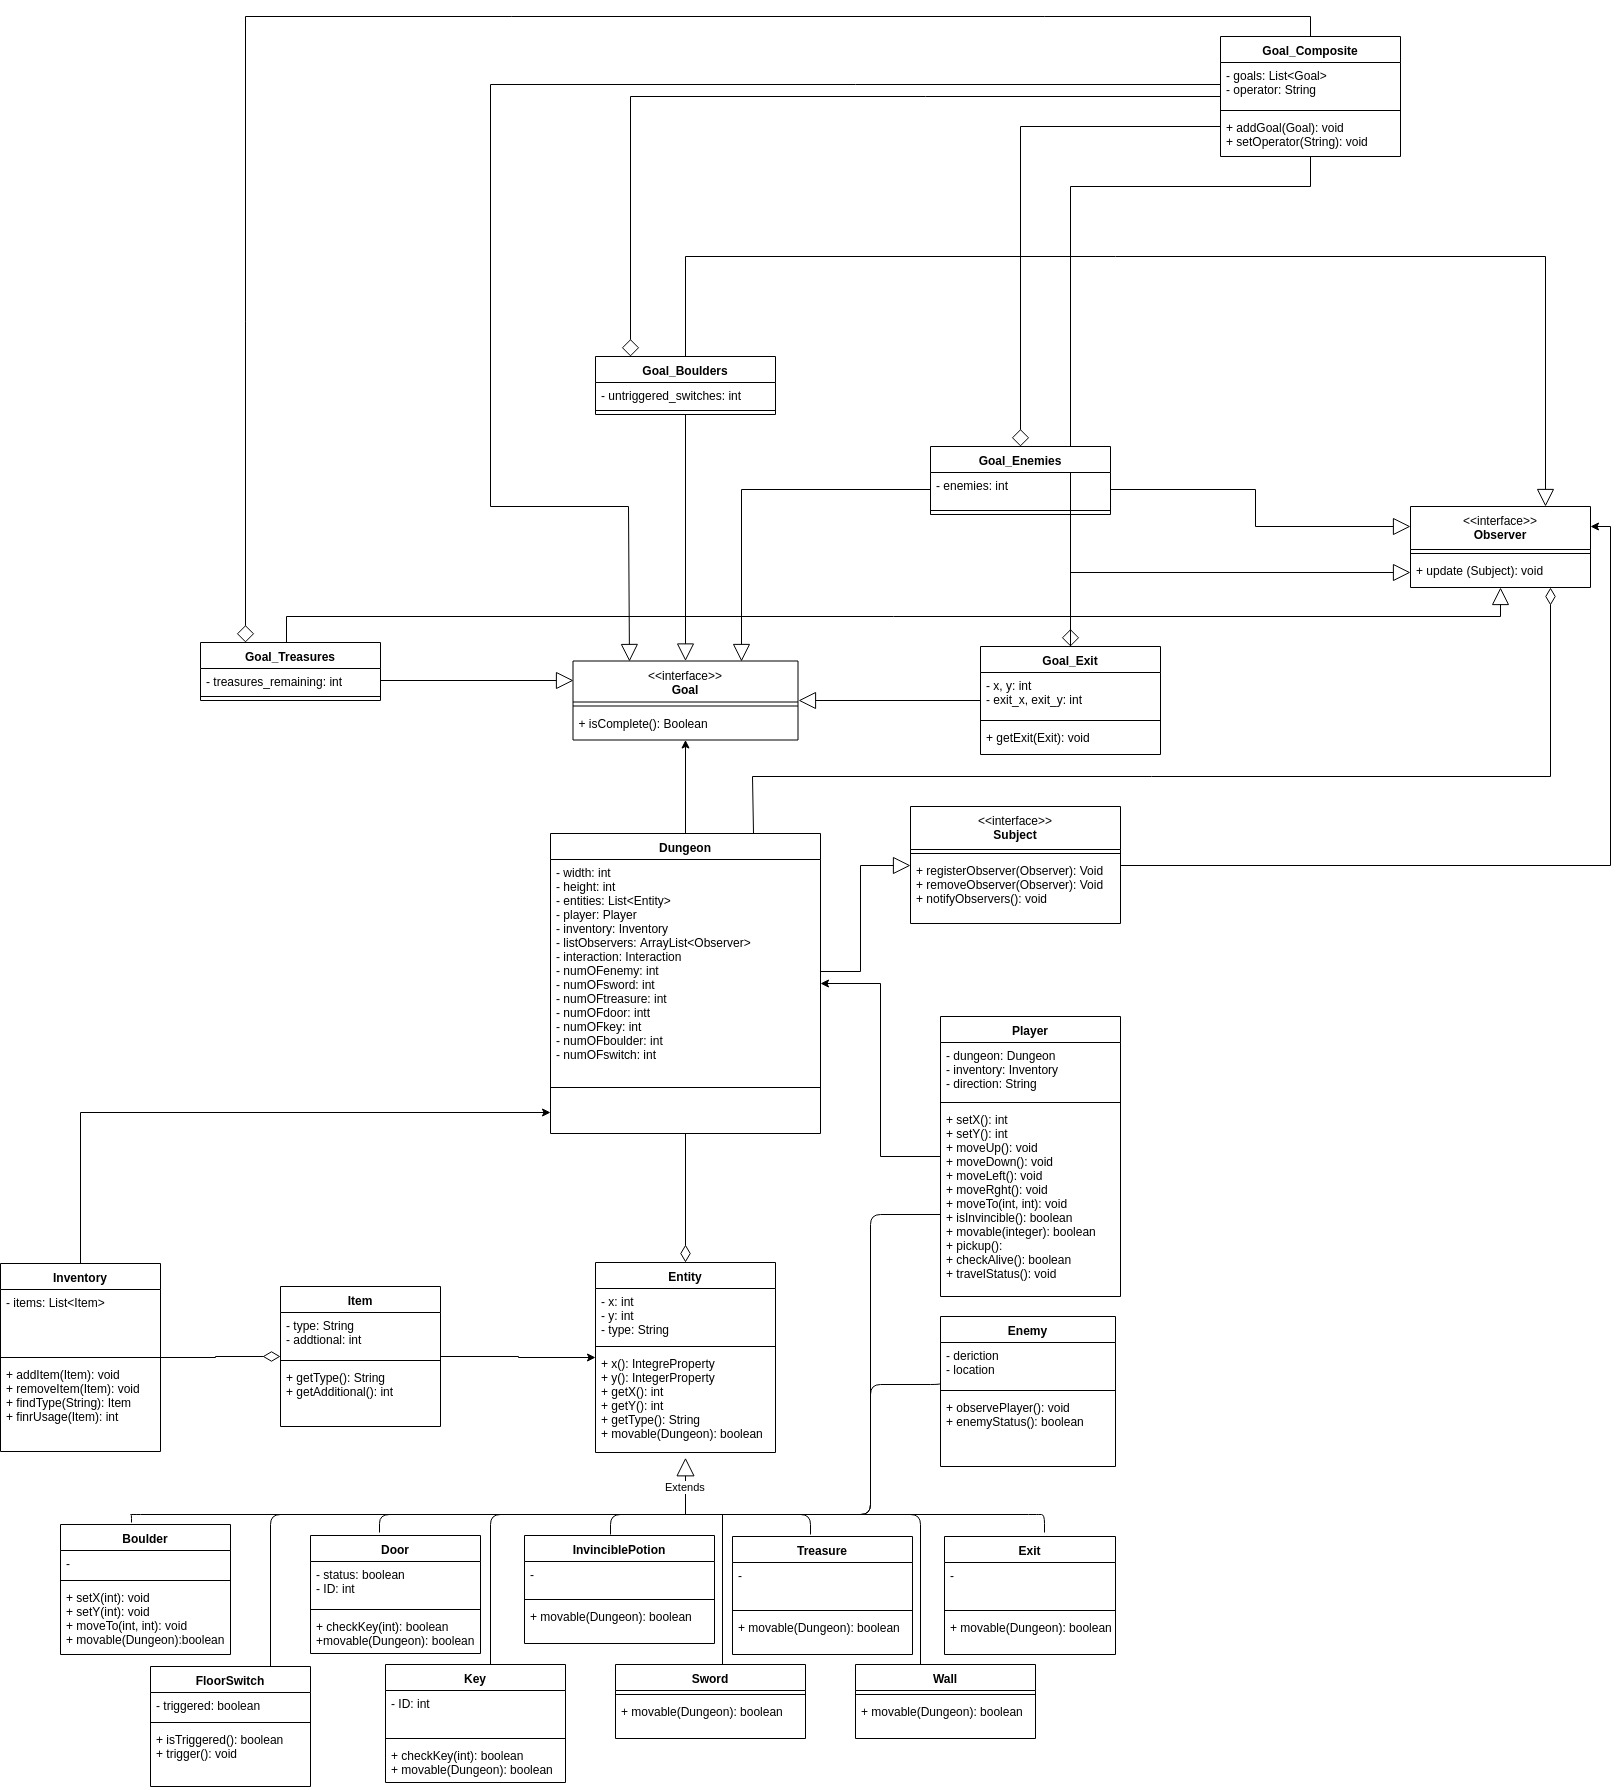 Goal_Composite
- goals: List<Goal>
- operator: String
+ addGoal(Goal): void
+ setOperator(String): void
Goal_Boulders
- untriggered_switches: int
Goal_Enemies
- enemies: int
<<interface>>
Observer
+ update (Subject): void
Goal_Treasures
- treasures_remaining: int
<<interface>>
Goal
+ isComplete(): Boolean
Goal_Exit
- x, y: int
- exit_x, exit_y: int
+ getExit(Exit): void
<<interface>>
Subject
+ registerObserver(Observer): Void
+ removeObserver(Observer): Void
+ notifyObservers(): void
Dungeon
- width: int
- height: int
- entities: List<Entity>
- player: Player
- inventory: Inventory
- listObservers: ArrayList<Observer>
- interaction: Interaction
- numOFenemy: int
- numOFsword: int
- numOFtreasure: int
- numOFdoor: intt
- numOFkey: int
- numOFboulder: int
- numOFswitch: int
Player
- dungeon: Dungeon
- inventory: Inventory
- direction: String
+ setX(): int
+ setY(): int
+ moveUp(): void
+ moveDown(): void
+ moveLeft(): void
+ moveRght(): void
+ moveTo(int, int): void
+ isInvincible(): boolean
+ movable(integer): boolean
+ pickup():
+ checkAlive(): boolean
+ travelStatus(): void
Inventory
- items: List<Item>
+ addItem(Item): void
+ removeItem(Item): void
+ findType(String): Item
+ finrUsage(Item): int
Item
- type: String
- addtional: int
+ getType(): String
+ getAdditional(): int
Entity
- x: int
- y: int
- type: String
+ x(): IntegreProperty
+ y(): IntegerProperty
+ getX(): int
+ getY(): int
+ getType(): String
+ movable(Dungeon): boolean
Enemy
- deriction
- location
+ observePlayer(): void
+ enemyStatus(): boolean
Extends
Boulder
-
+ setX(int): void
+ setY(int): void
+ moveTo(int, int): void
+ movable(Dungeon):boolean
Door
- status: boolean
- ID: int
+ checkKey(int): boolean
+movable(Dungeon): boolean
InvinciblePotion
-
+ movable(Dungeon): boolean
Treasure
-
+ movable(Dungeon): boolean
Exit
-
+ movable(Dungeon): boolean
FloorSwitch
- triggered: boolean
+ isTriggered(): boolean
+ trigger(): void
Key
- ID: int
+ checkKey(int): boolean
+ movable(Dungeon): boolean
Sword
+ movable(Dungeon): boolean
Wall
+ movable(Dungeon): boolean